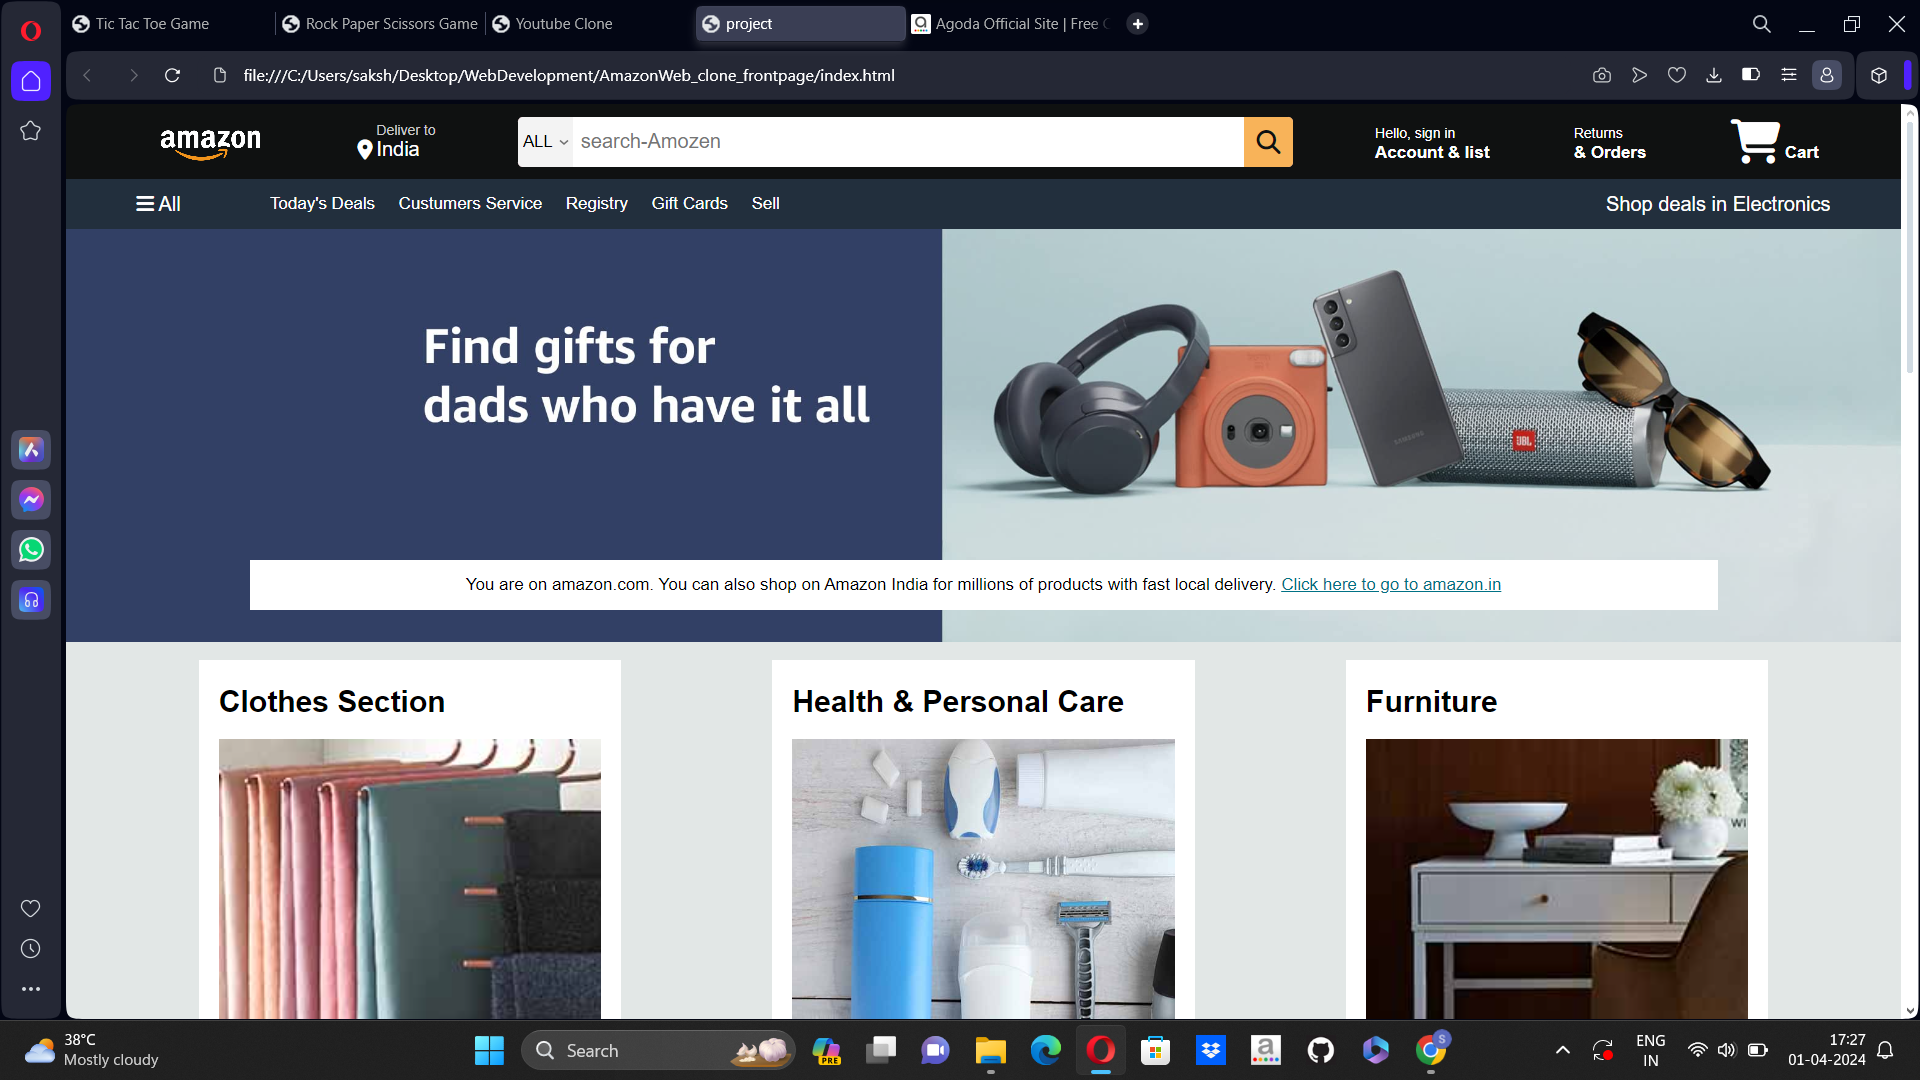 Tic Tac Toe Game
Rock Paper Scissors Game
Youtube Clone
project
Agoda Official Site | Free
file:///C:/Users/saksh/Desktop/WebDevelopment/AmazonWeb_clone_frontpage/index.html
amazon
Deliver to
India
ALL
search-Amozen
Hello, sign in
Account & list
Returns
& Orders
Cart
All
Today's Deals
Custumers Service
Registry
Gift Cards
Sell
Shop deals in Electronics
Find gifts for
dads who have it all
SAMSUNG
JBL
You are on amazon.com. You can also shop on Amazon India for millions of products with fast local delivery. Click here to go to amazon.in
Clothes Section
Health & Personal Care
Furniture
38°C
Mostly cloudy
Search
PRE
a
S
ENG
IN
17:27
01-04-2024